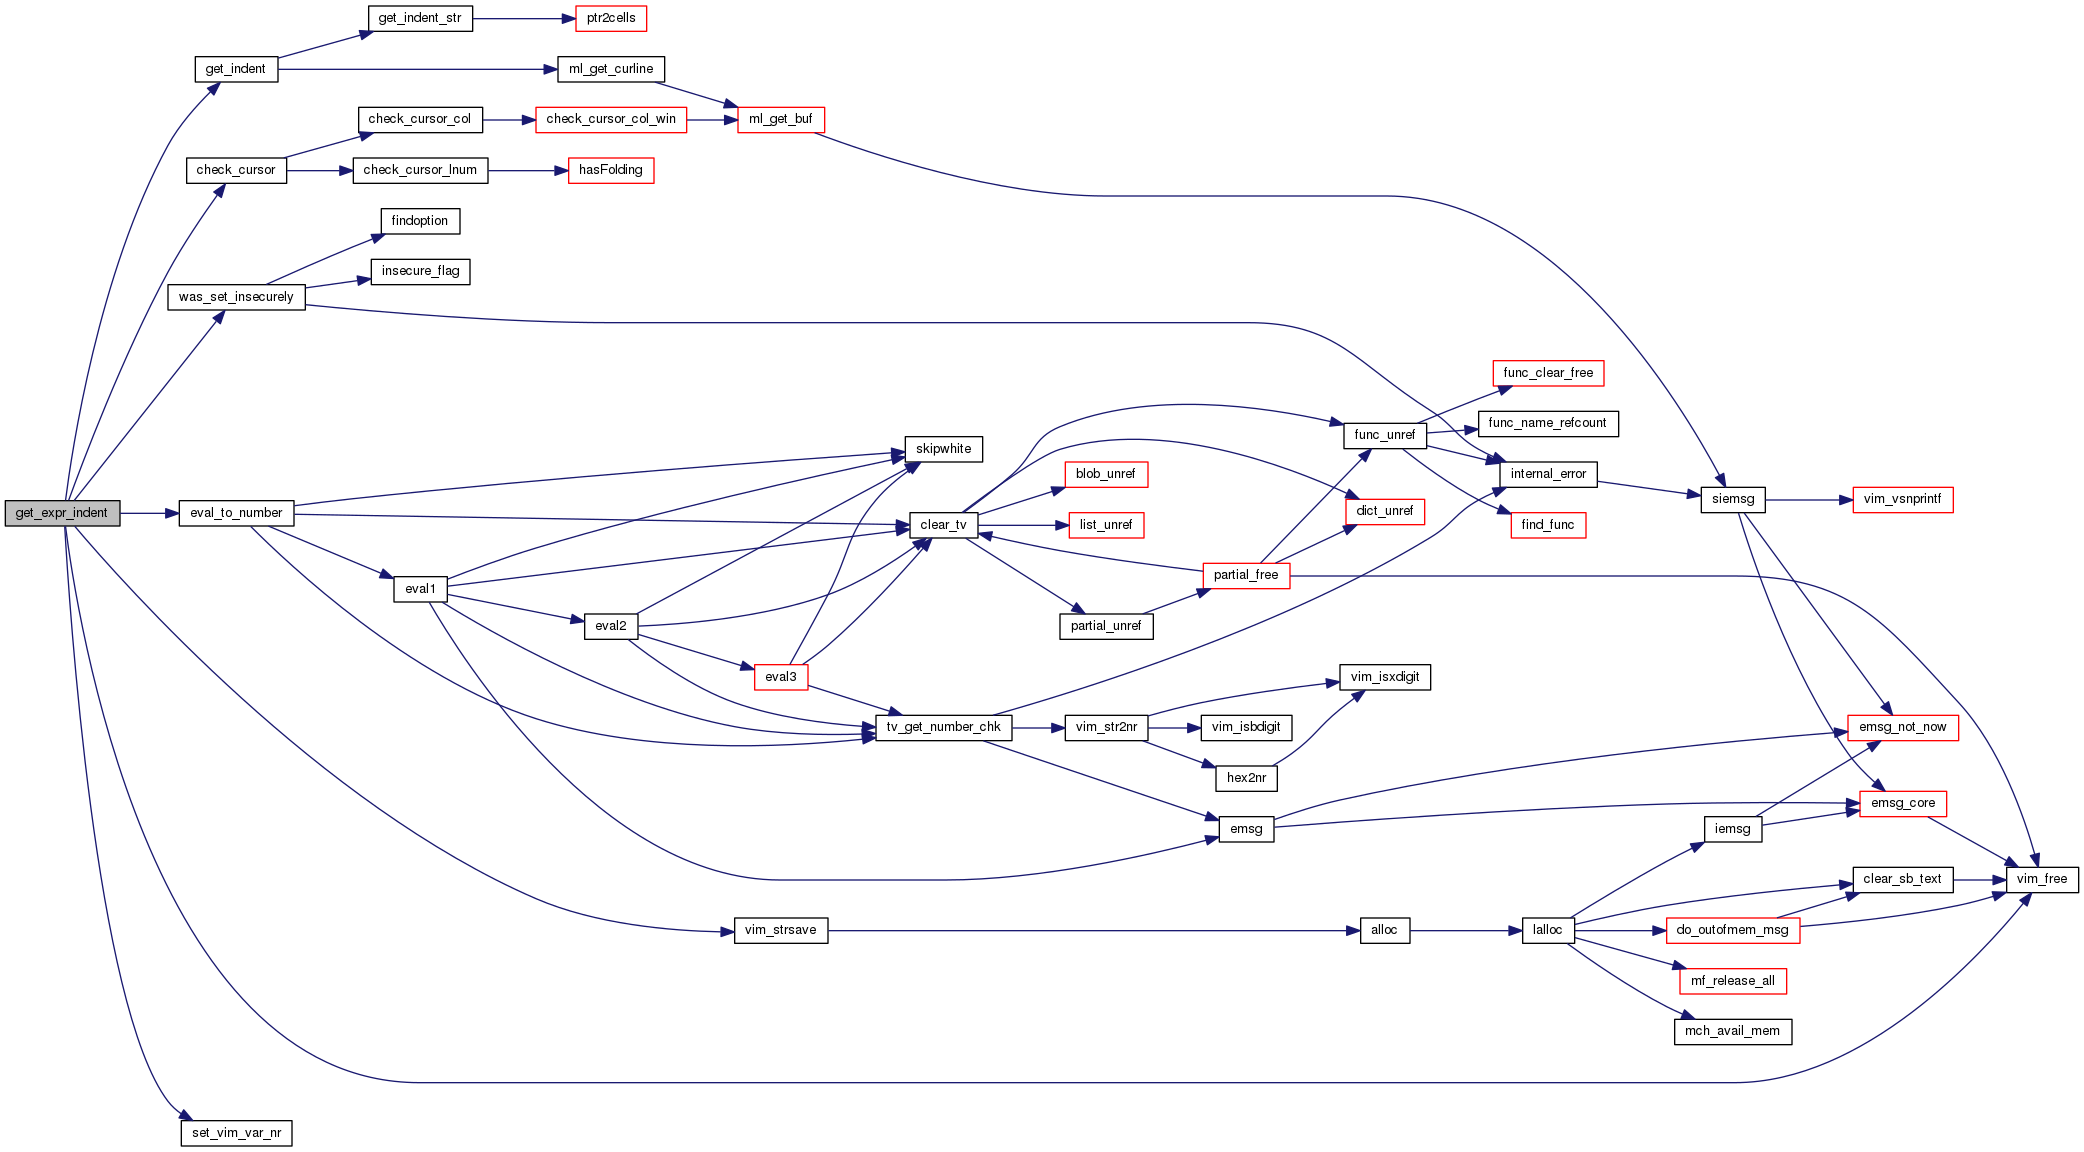 get_indent_str
ptr2cells
get_indent
ml_get_curline
check_cursor_col
check_cursor_col_win
ml_get_buf
check_cursor
check_cursor_lnum
hasFolding
findoption
insecure_flag
was_set_insecurely
func_clear_free
func_name_refcount
func_unref
skipwhite
blob_unref
internal_error
siemsg
vim_vsnprintf
get_expr_indent
eval_to_number
clear_tv
list_unref
dict_unref
find_func
eval1
partial_free
eval2
partial_unref
eval3
vim_isxdigit
tv_get_number_chk
vim_str2nr
vim_isbdigit
emsg_not_now
hex2nr
emsg_core
emsg
iemsg
clear_sb_text
vim_free
vim_strsave
alloc
lalloc
do_outofmem_msg
mf_release_all
mch_avail_mem
set_vim_var_nr